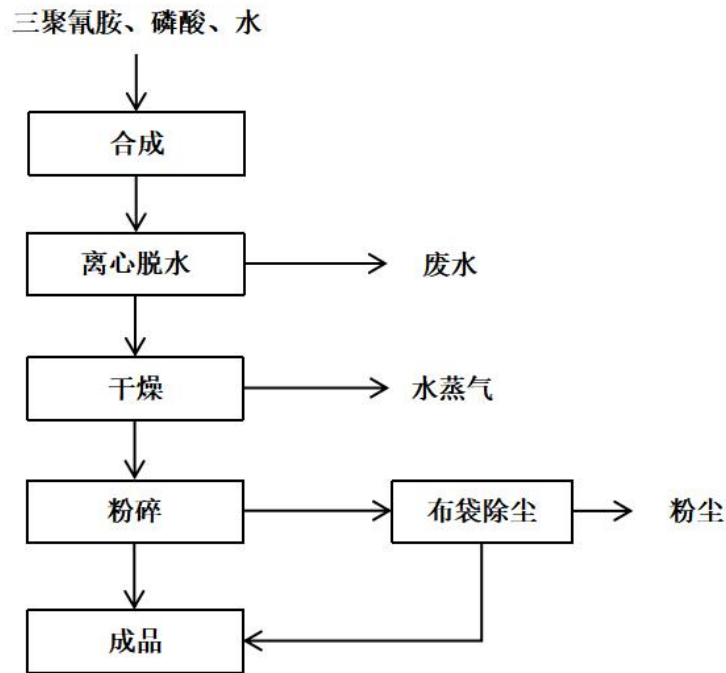 三聚氰胺、磷酸、水
合成
离心脱水
废水
干燥
水蒸气
粉碎
布袋除尘
粉尘
成品